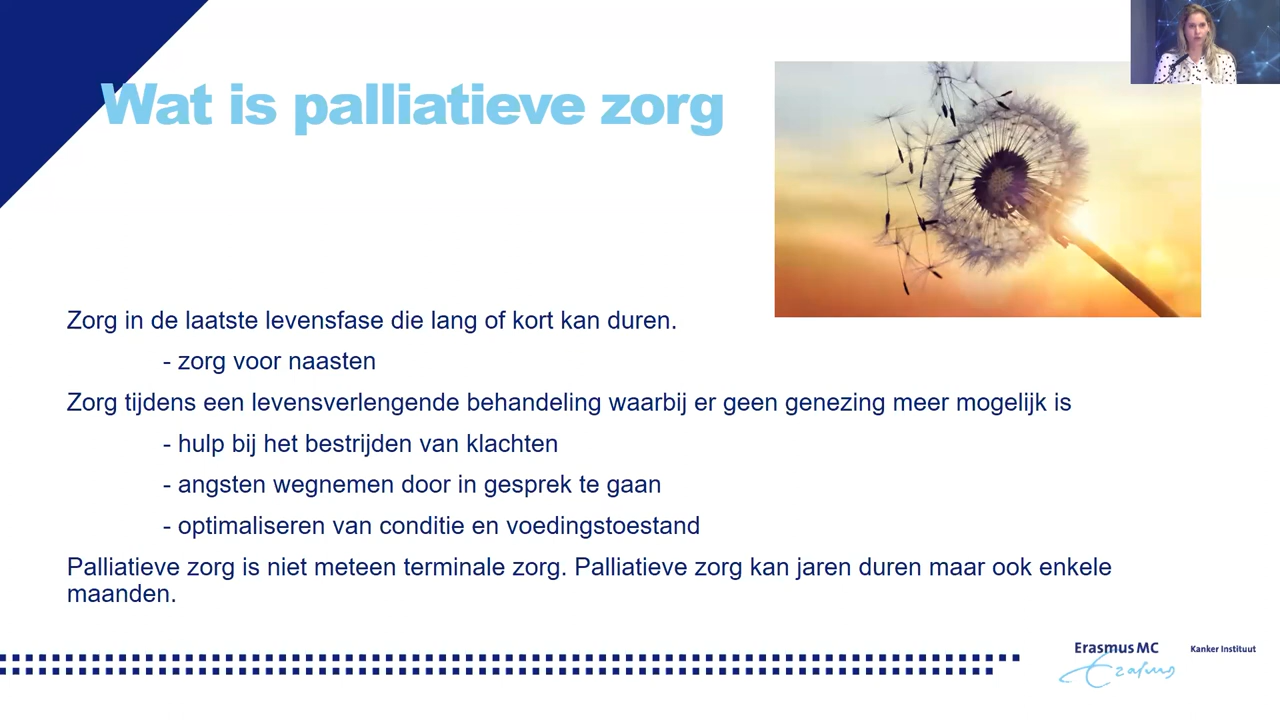 Wat is palliatieve zorg
Zorg in de laatste levensfase die lang of kort kan duren.
- zorg voor naasten
Zorg tijdens een levensverlengende behandeling waarbij er geen genezing meer mogelijk is
- hulp bij het bestrijden van klachten
- angsten wegnemen door in gesprek te gaan
- optimaliseren van conditie en voedingstoestand
Palliatieve zorg is niet meteen terminale zorg. Palliatieve zorg kan jaren duren maar ook enkele
maanden.
Erasmus MC
Kanker Instituut
Erasmus